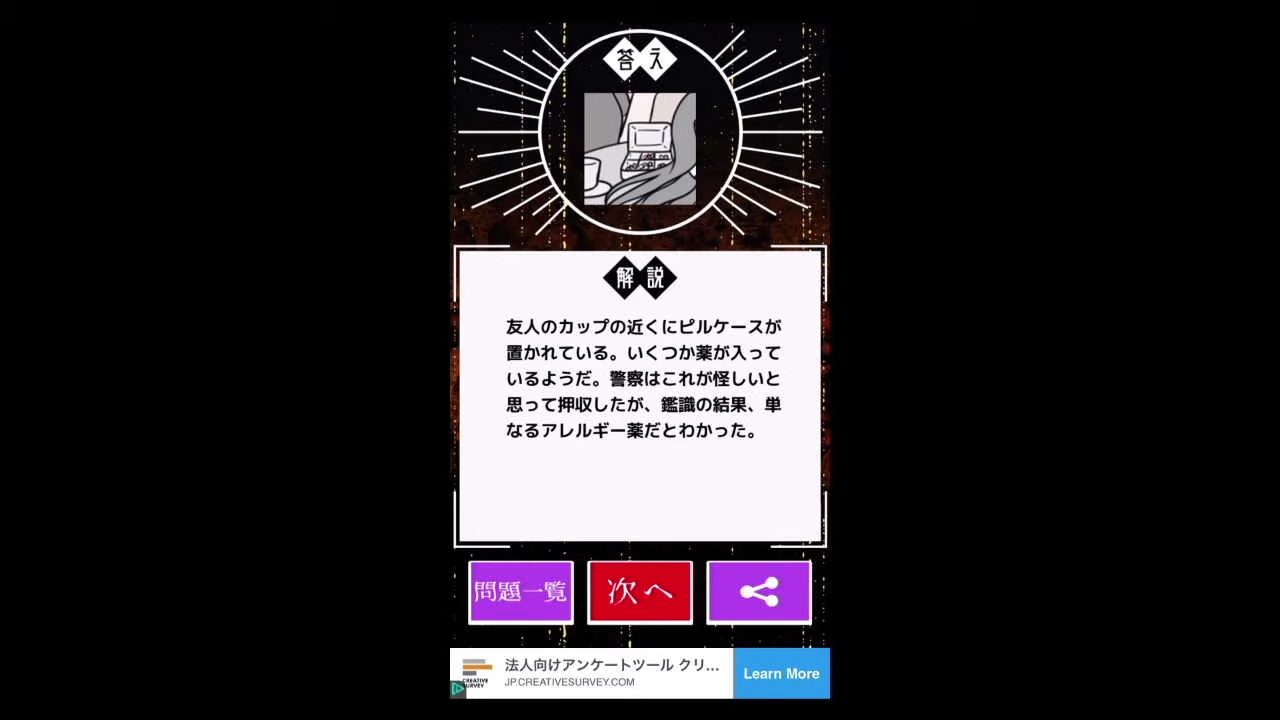 答え
解説
友人のカップの近くにピルケースが
置かれている。いくつか薬が入って
いるようだ。警察はこれが怪しいと
思って押収したが、鑑識の結果、単
なるアレルギー薬だとわかった。
問題一覧
次へ
法人向けアンケートツール クリ...
JP.CREATIVESURVEY.COM
Learn More
CREATIVE
SURVEY